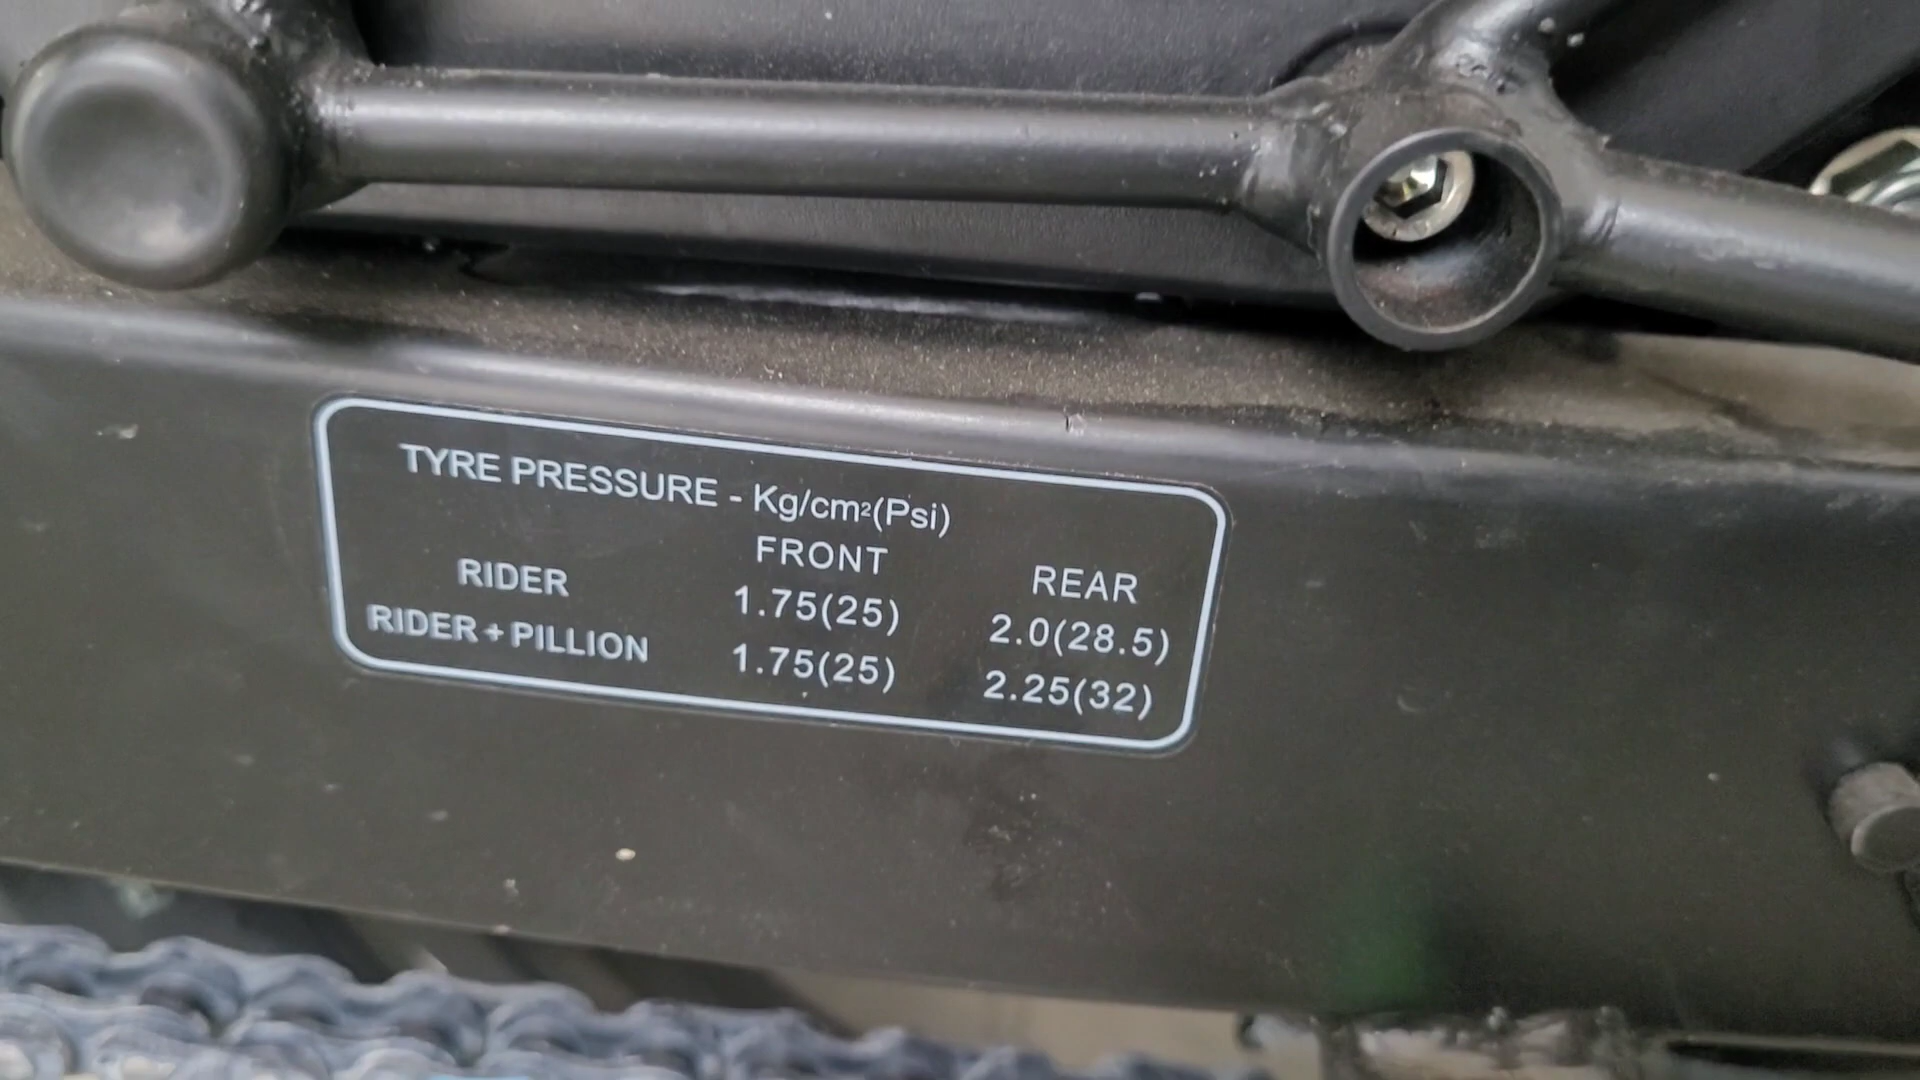 TYRE PRESSURE - Kg/cm²(Psi)
FRONT REAR
RIDER 1.75(25) 2.0(28.5)
RIDER + PILLION 1.75(25) 2.25(32)